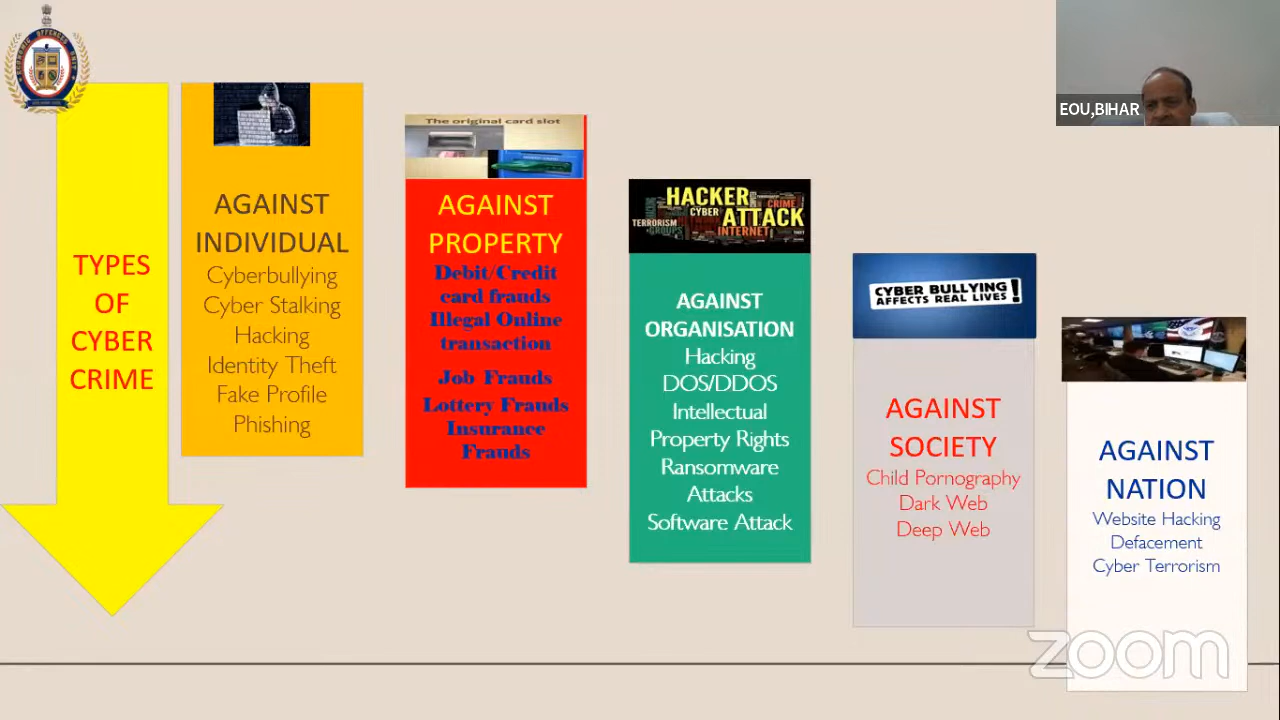 EOU,BIHAR
TYPES
OF
CYBER
CRIME
AGAINST
INDIVIDUAL
Cyberbullying
Cyber Stalking
Hacking
Identity Theft
Fake Profile
Phishing
The original card slot
AGAINST
PROPERTY
Debit/Credit
card frauds
Illegal Online
transaction
Job Frauds
Lottery Frauds
Insurance
Frauds
HACKER
CYBER
CRIME
ATTACK
TERRORISM
GROUPS
INTERNET
AGAINST
ORGANISATION
Hacking
DOS/DDOS
Intellectual
Property Rights
Ransomware
Attacks
Software Attack
CYBER BULLYING
AFFECTS REAL LIVES!
AGAINST
SOCIETY
Child Pornography
Dark Web
Deep Web
AGAINST
NATION
Website Hacking
Defacement
Cyber Terrorism
zoom